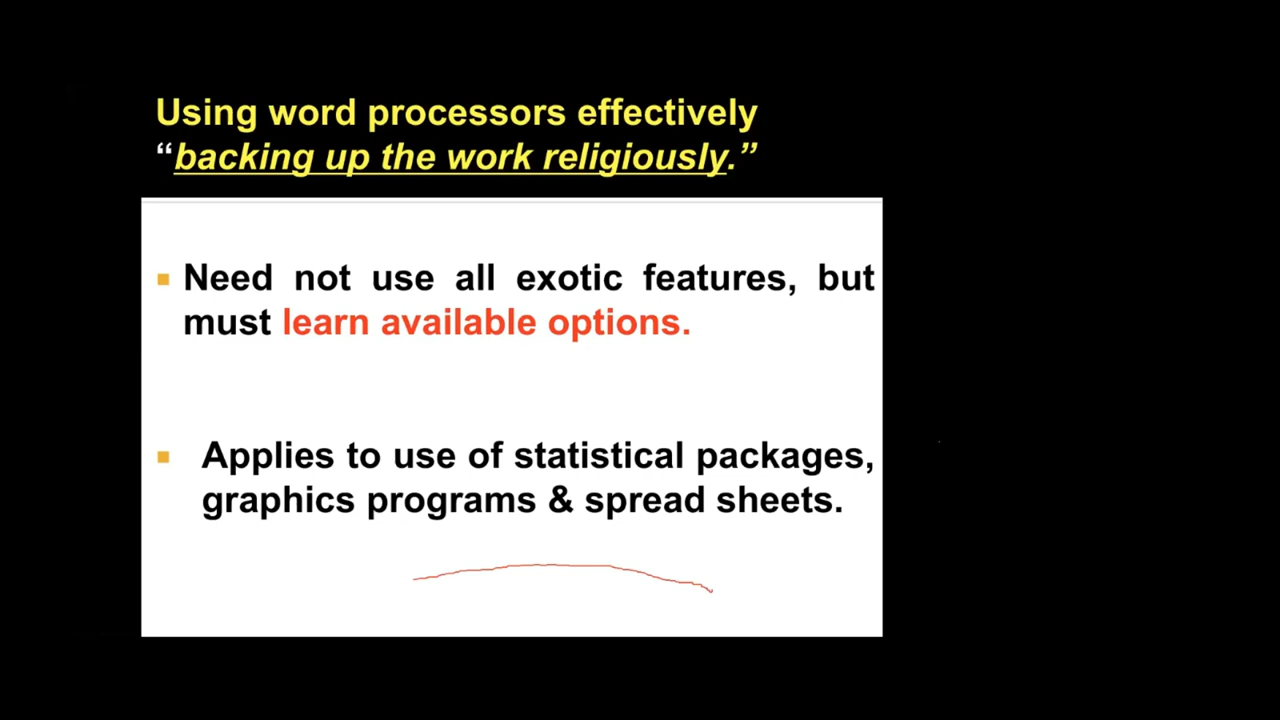 Using word processors effectively
“backing up the work religiously.”
Need not use all exotic features, but
must learn available options.
Applies to use of statistical packages,
graphics programs & spread sheets.